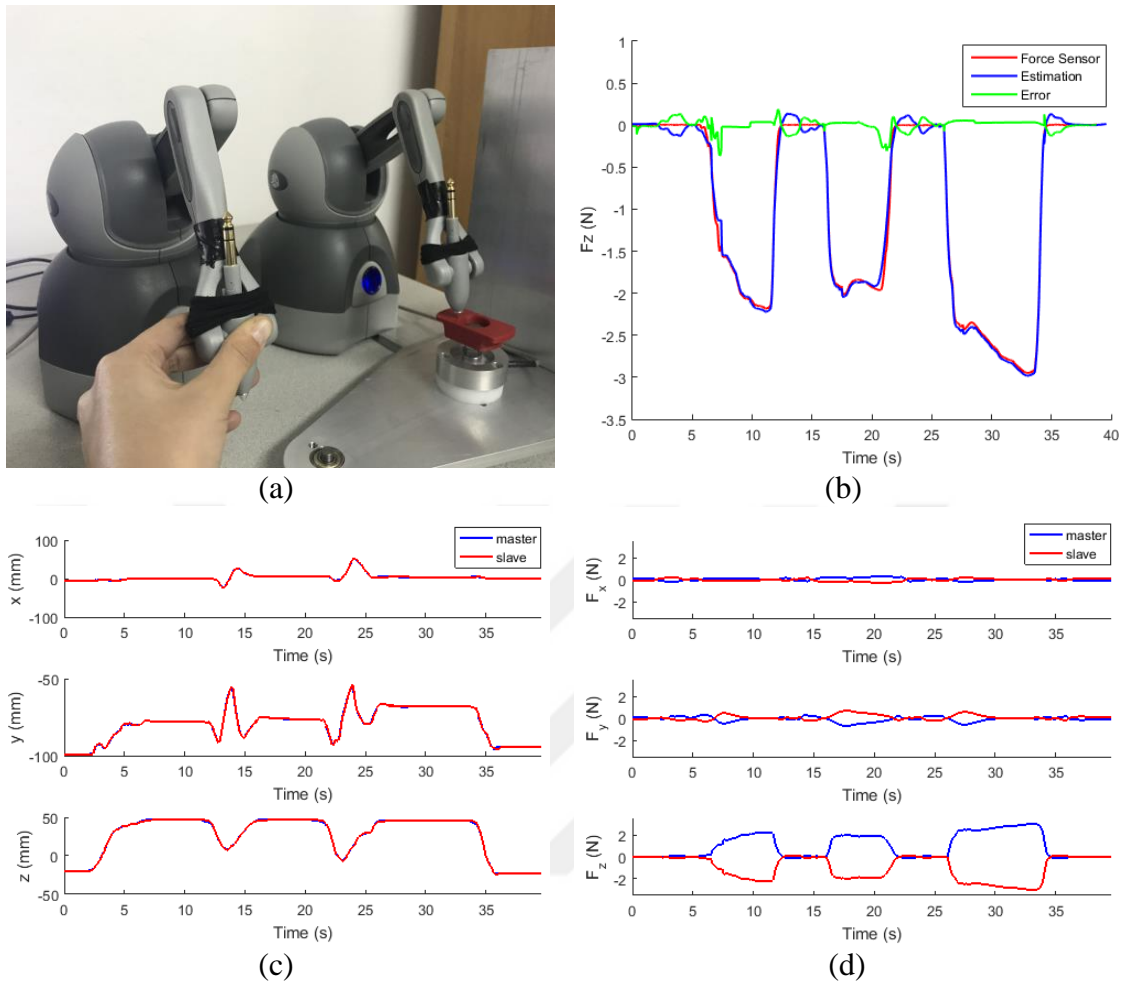 1
0.5
0
-0.5
-1
-1.5
-2
-2.5
-3
-3.5
Fz (N)
Force Sensor
Estimation
Error
0 5 10 15 20 25 30 35 40
Time (s)
(a)
(b)
100
0
-100
x (mm)
master
slave
0 5 10 15 20 25 30 35
Time (s)
-50
-100
y (mm)
0 5 10 15 20 25 30 35
Time (s)
50
0
-50
z (mm)
0 5 10 15 20 25 30 35
Time (s)
(c)
2
0
-2
F x (N)
master
slave
0 5 10 15 20 25 30 35
Time (s)
2
0
-2
F y (N)
0 5 10 15 20 25 30 35
Time (s)
2
0
-2
F z (N)
0 5 10 15 20 25 30 35
Time (s)
(d)